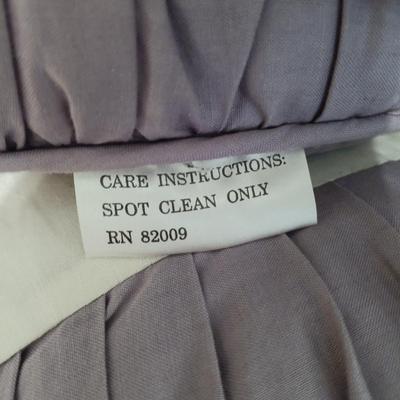 CARE INSTRUCTIONS:
SPOT CLEAN ONLY
RN 82009